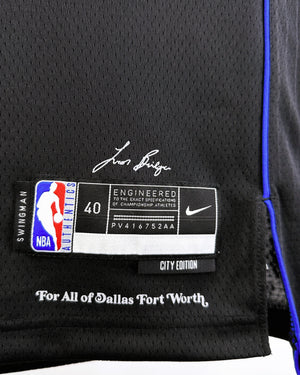 SWINGMAN
NBA
AUTHENTICS
40
ENGINEERED
TO THE EXACT SPECIFICATIONS
OF CHAMPIONSHIP ATHLETES
PV416752AA
CITY EDITION
For All of Dallas Fort Worth